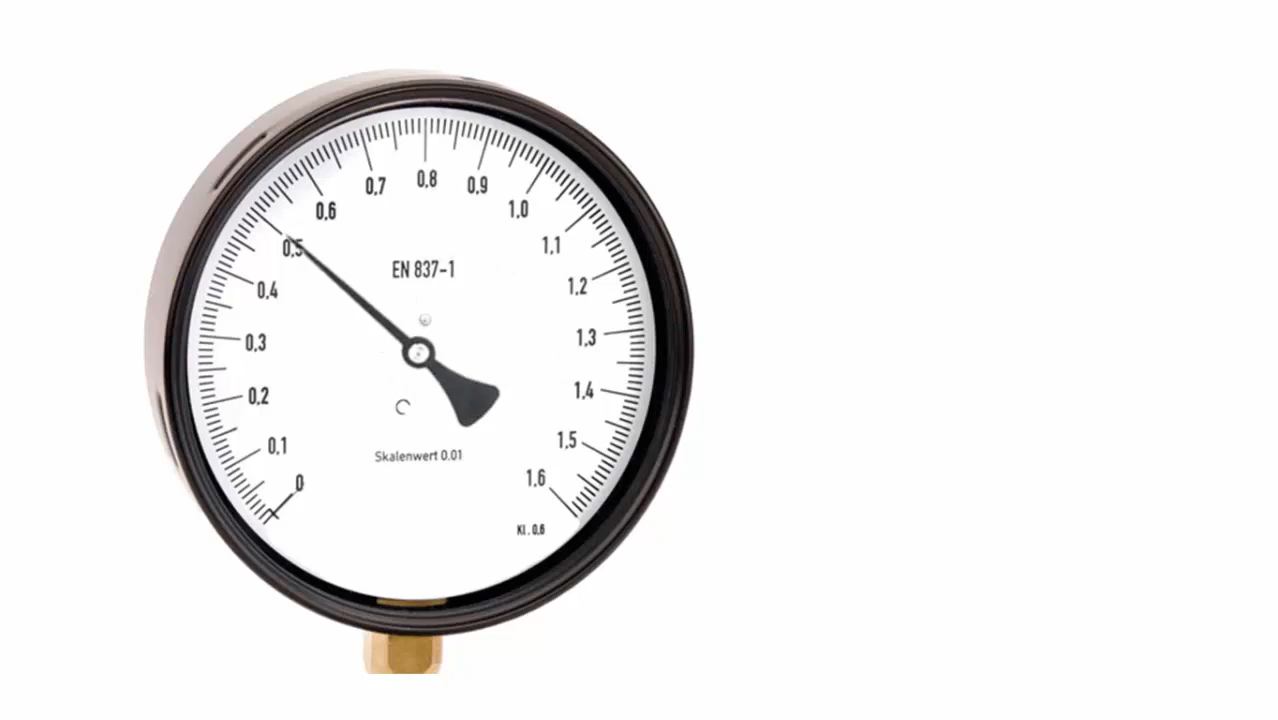 0,7 0,8 0,9
0,6 1,0
0,5 1,1
EN 837-1
0,4 1,2
0,3 1,3
0,2 1,4
0,1 1,5
Skalenwert 0.01
0 1,6
Kl. 0,6